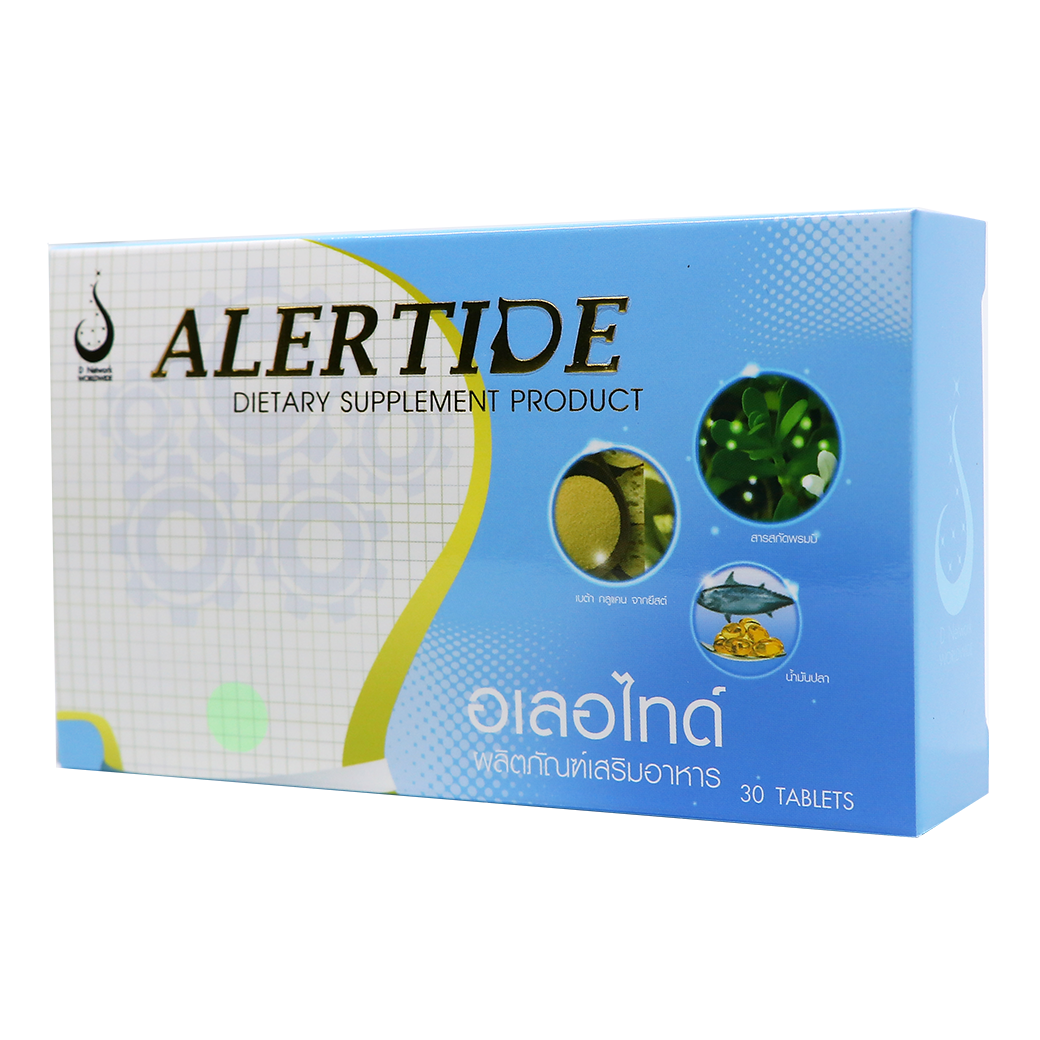 D Network
WORLDWIDE
ALERTIDE
DIETARY SUPPLEMENT PRODUCT
สารสกัดพรมมิ
เบต้า กลูแคน จากยีสต์
น้ำมันปลา
อเลอไทด์
ผลิตภัณฑ์เสริมอาหาร
30 TABLETS
D Network